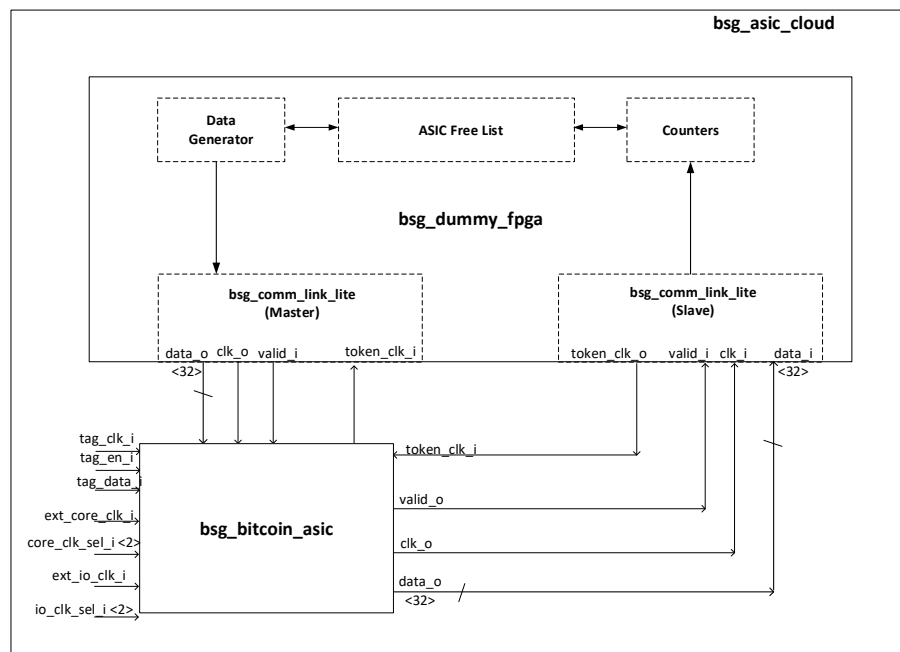 bsg_asic_cloud
Data
Generator
ASIC Free List
Counters
bsg_dummy_fpga
bsg_comm_link_lite
(Master)
bsg_comm_link_lite
(Slave)
data_o clk_o valid_i token_clk_i
<32>
token_clk_o valid_i clk_i data_i
<32>
tag_clk_i
tag_en_i
tag_data_i
ext_core_clk_i
core_clk_sel_i <2>
ext_io_clk_i
io_clk_sel_i <2>
bsg_bitcoin_asic
token_clk_i
valid_o
clk_o
data_o
<32>